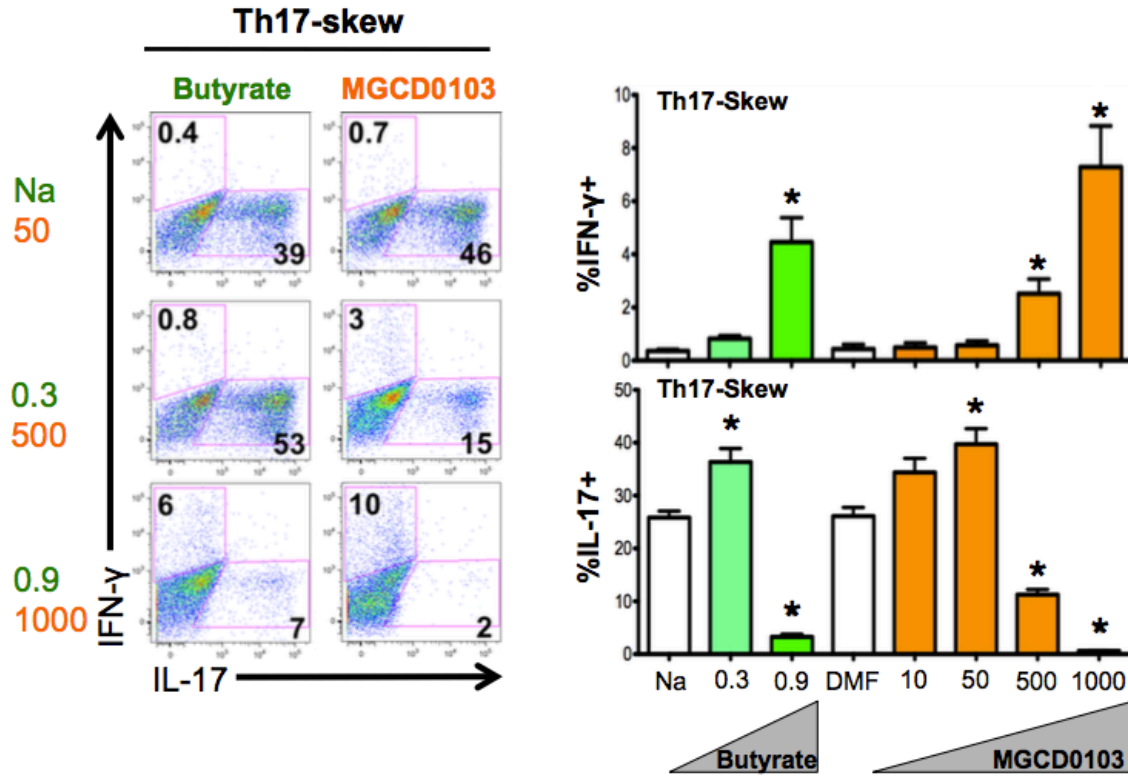 Th17-skew
Butyrate MGCD0103
Na
50
0.4
39
0.7
46
0.3
500
0.8
53
3
15
0.9
1000
6
7
10
2
IFN-γ
IL-17
Th17-Skew
%IFN-γ+
10
8
6
4
2
0
* * *
Th17-Skew
%IL-17+
50
40
30
20
10
0
* * * * *
Na 0.3 0.9 DMF 10 50 500 1000
Butyrate MGCD0103